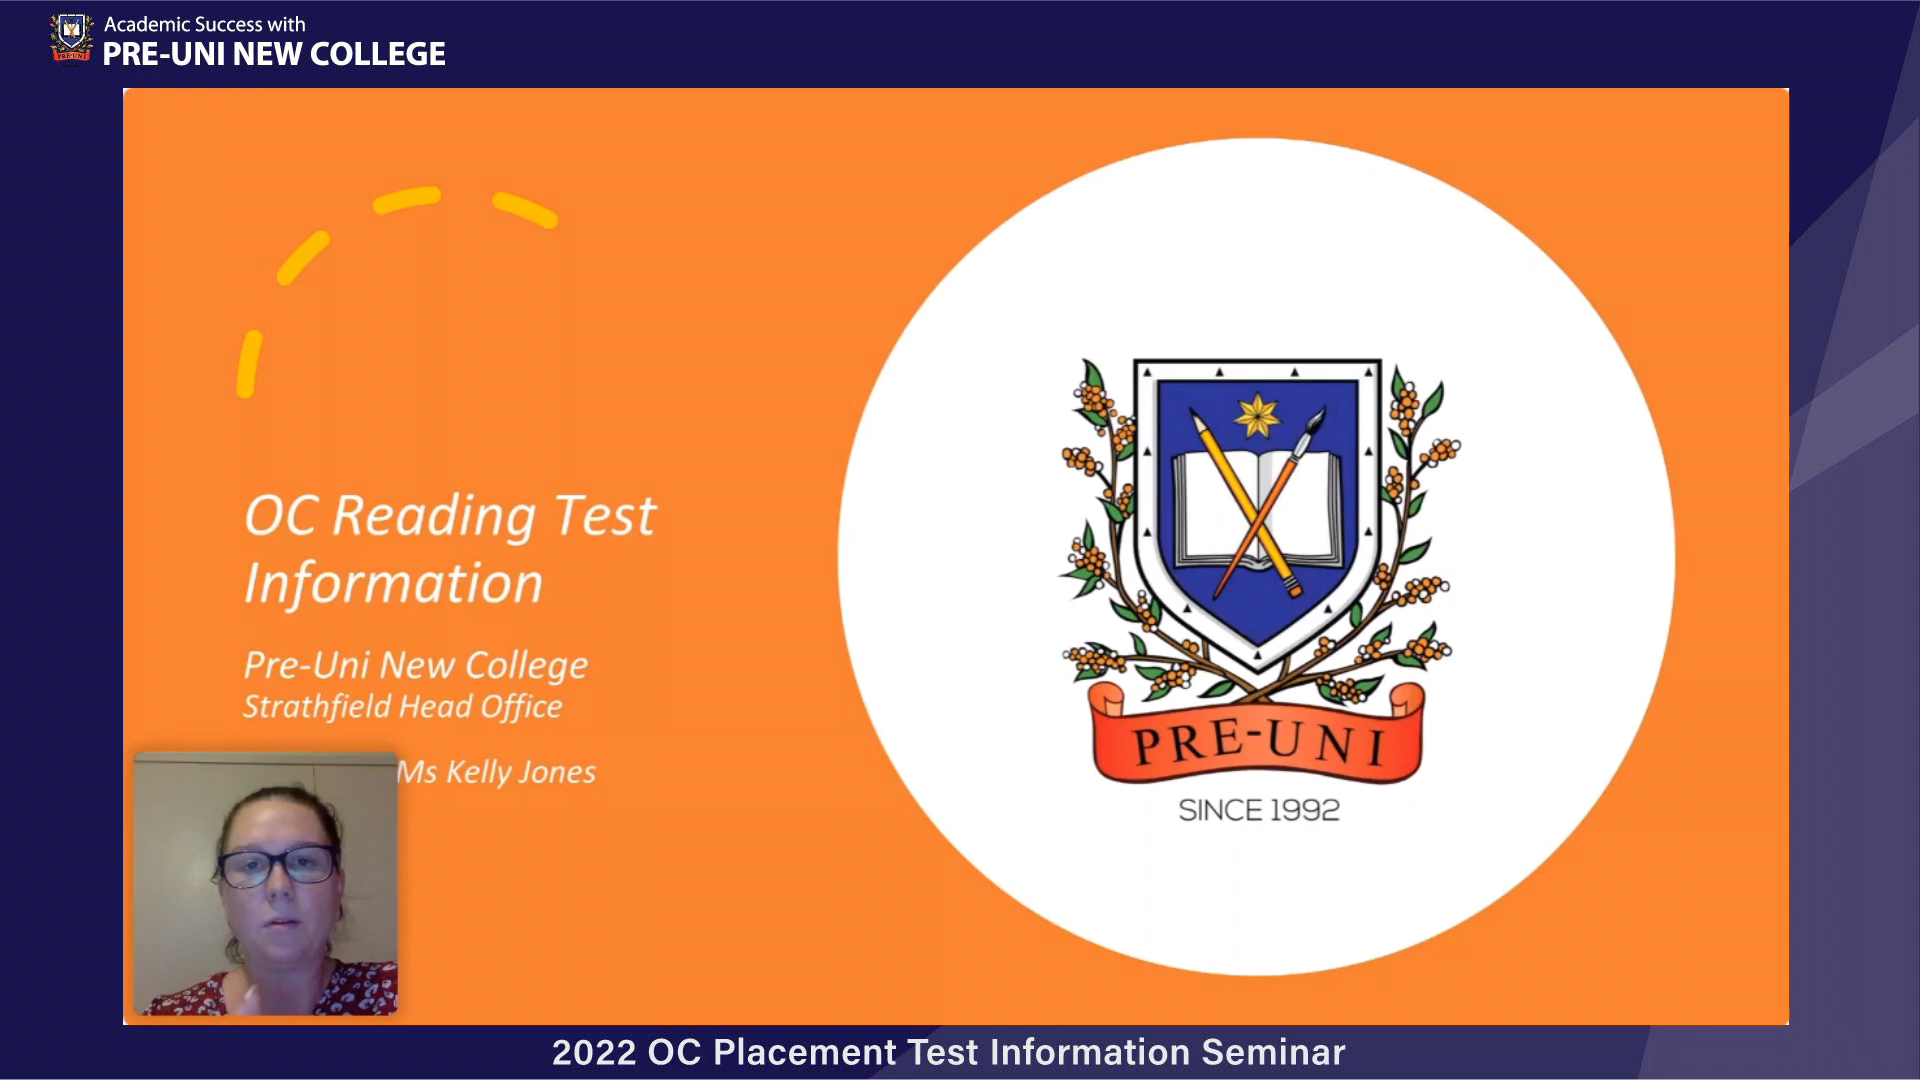 Academic Success with
PRE-UNI NEW COLLEGE
OC Reading Test
Information
Pre-Uni New College
Strathfield Head Office
Ms Kelly Jones
PRE-UNI
SINCE 1992
2022 OC Placement Test Information Seminar